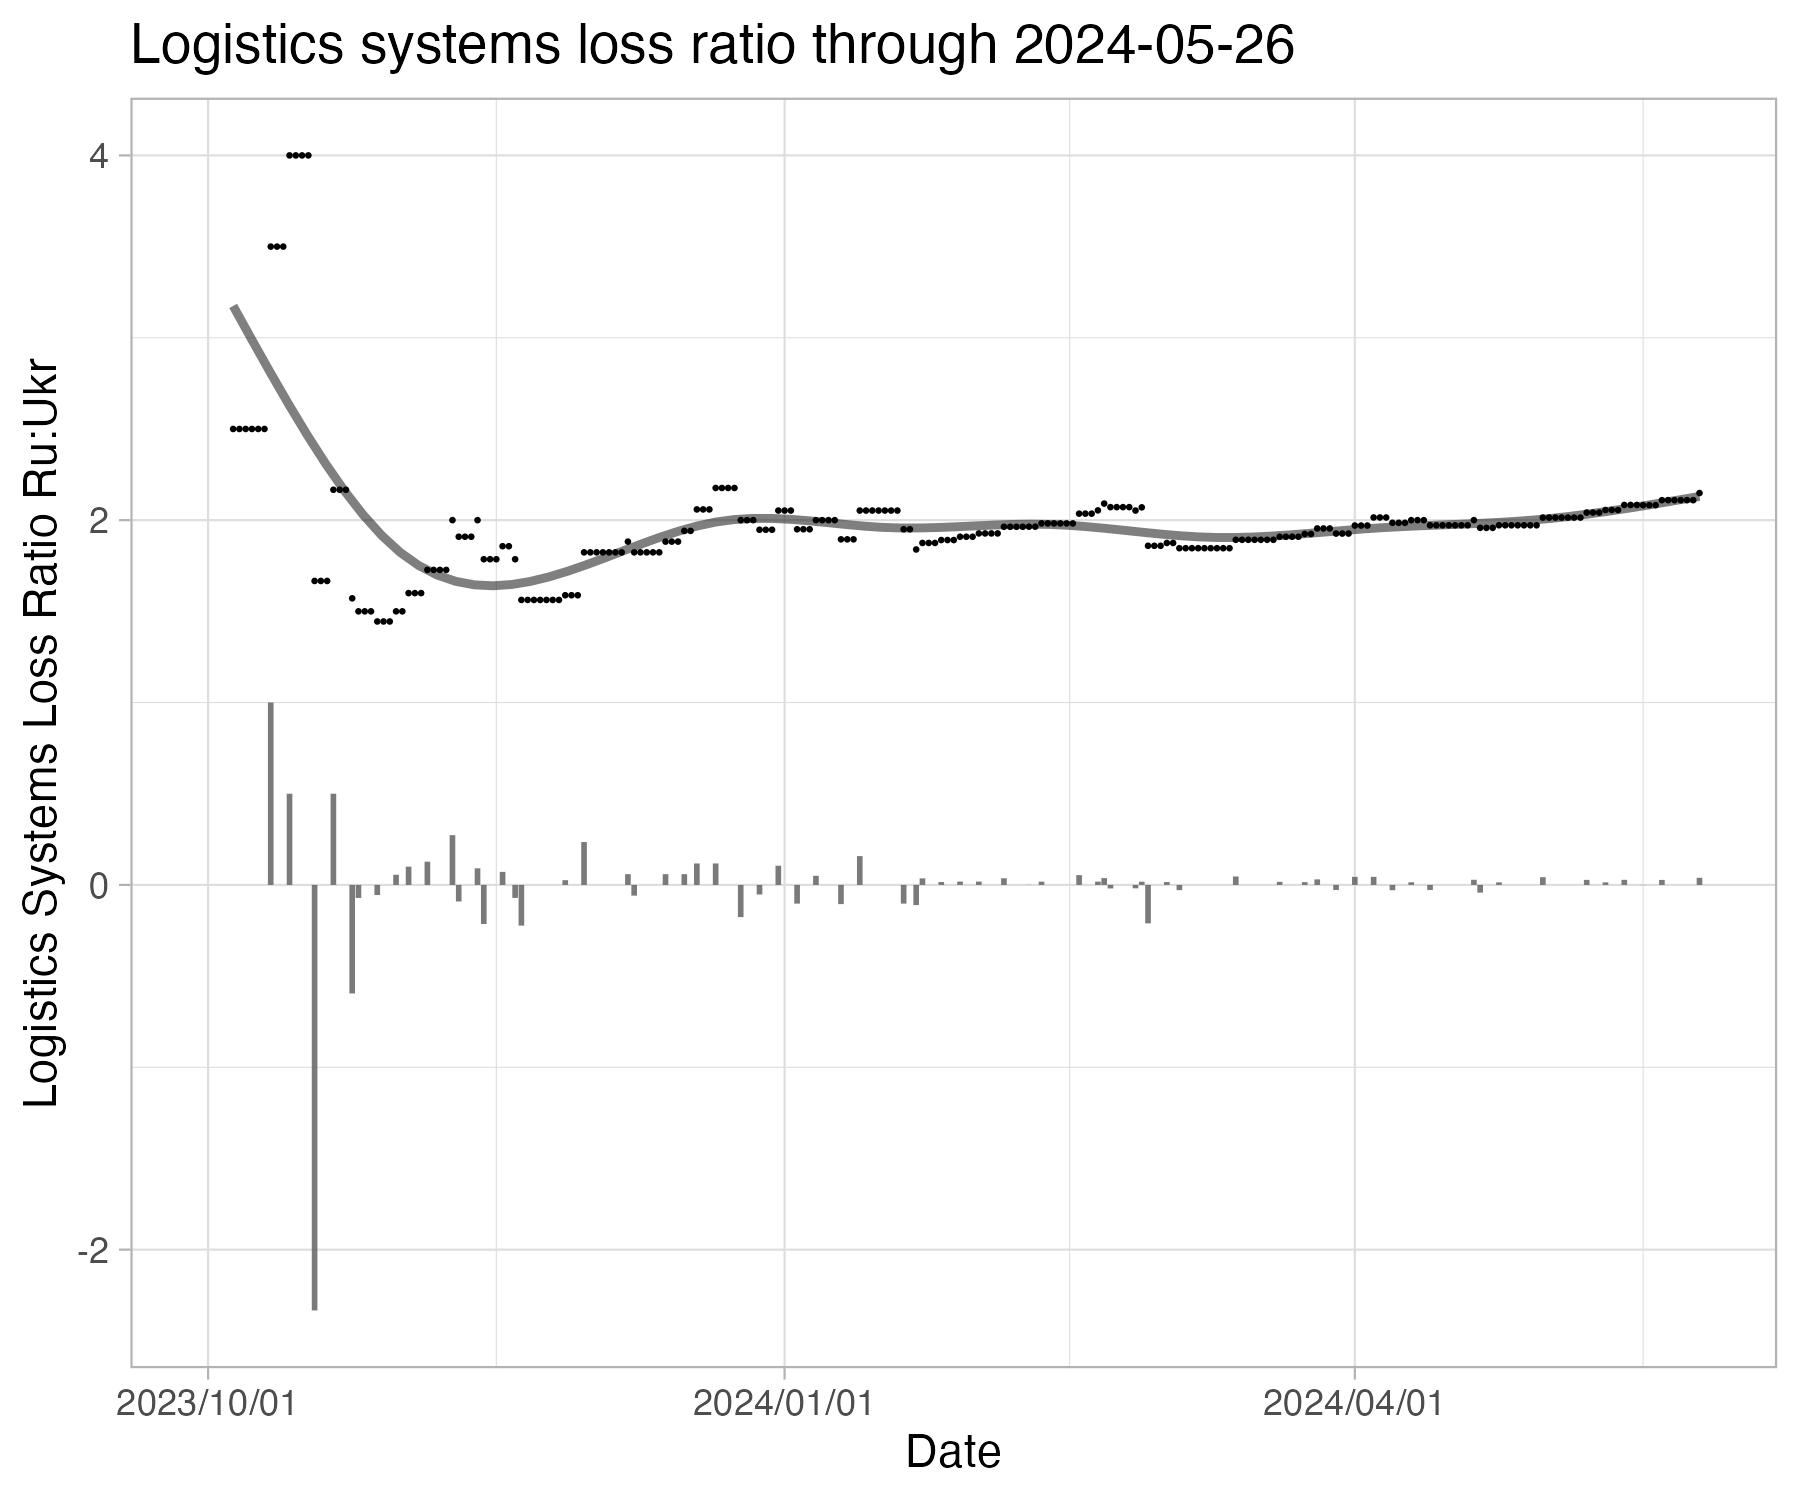 Logistics systems loss ratio through 2024-05-26
Logistics Systems Loss Ratio Ru:Ukr
4
2
0
-2
2023/10/01
2024/01/01
2024/04/01
Date